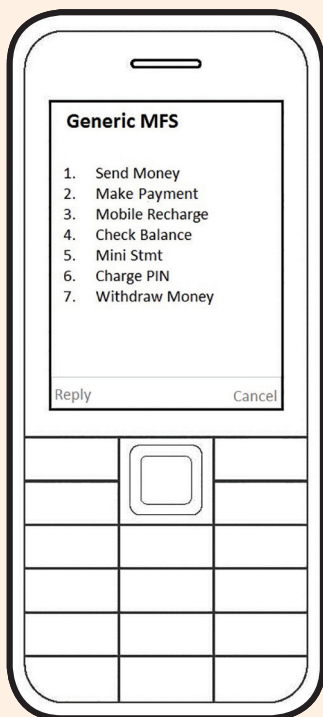 Generic MFS
1. Send Money
2. Make Payment
3. Mobile Recharge
4. Check Balance
5. Mini Stmt
6. Charge PIN
7. Withdraw Money
Reply Cancel